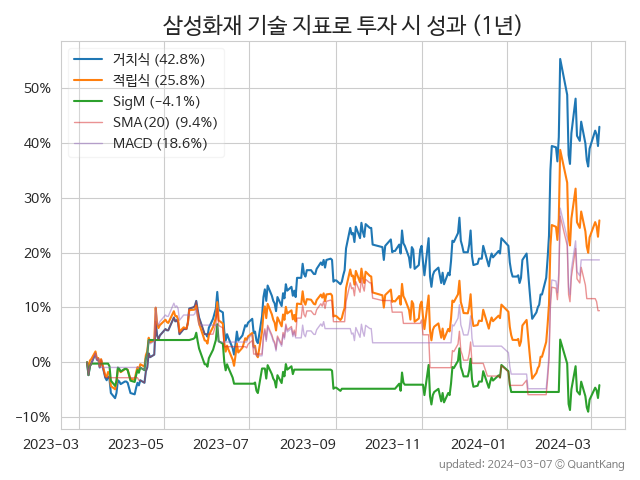 삼성화재 기술 지표로 투자 시 성과 (1년)
거치식 (42.8%)
적립식 (25.8%)
SigM (−4.1%)
SMA(20) (9.4%)
MACD (18.6%)
50%
40%
30%
20%
10%
0%
−10%
2023-03
2023-05
2023-07
2023-09
2023-11
2024-01
2024-03
updated: 2024-03-07 © QuantKang